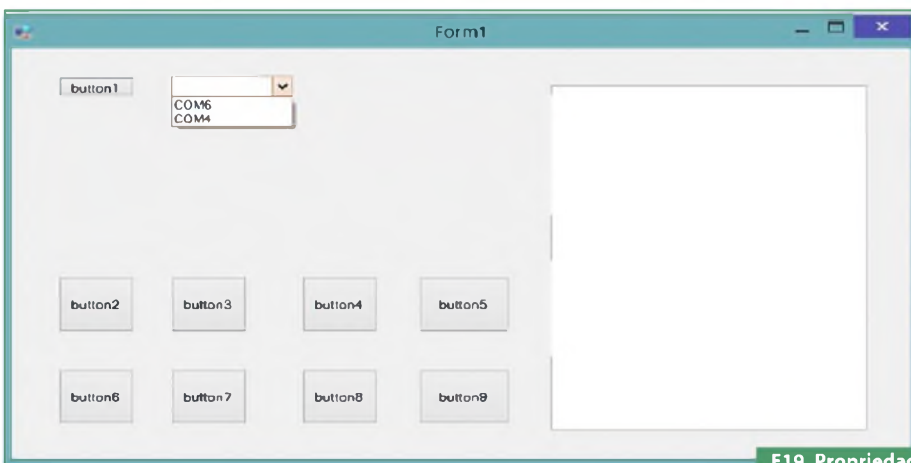 Form1
button1
COM6
COM4
button2 button3 button4 button5
button6 button7 button8 button9
F19. Propriedad